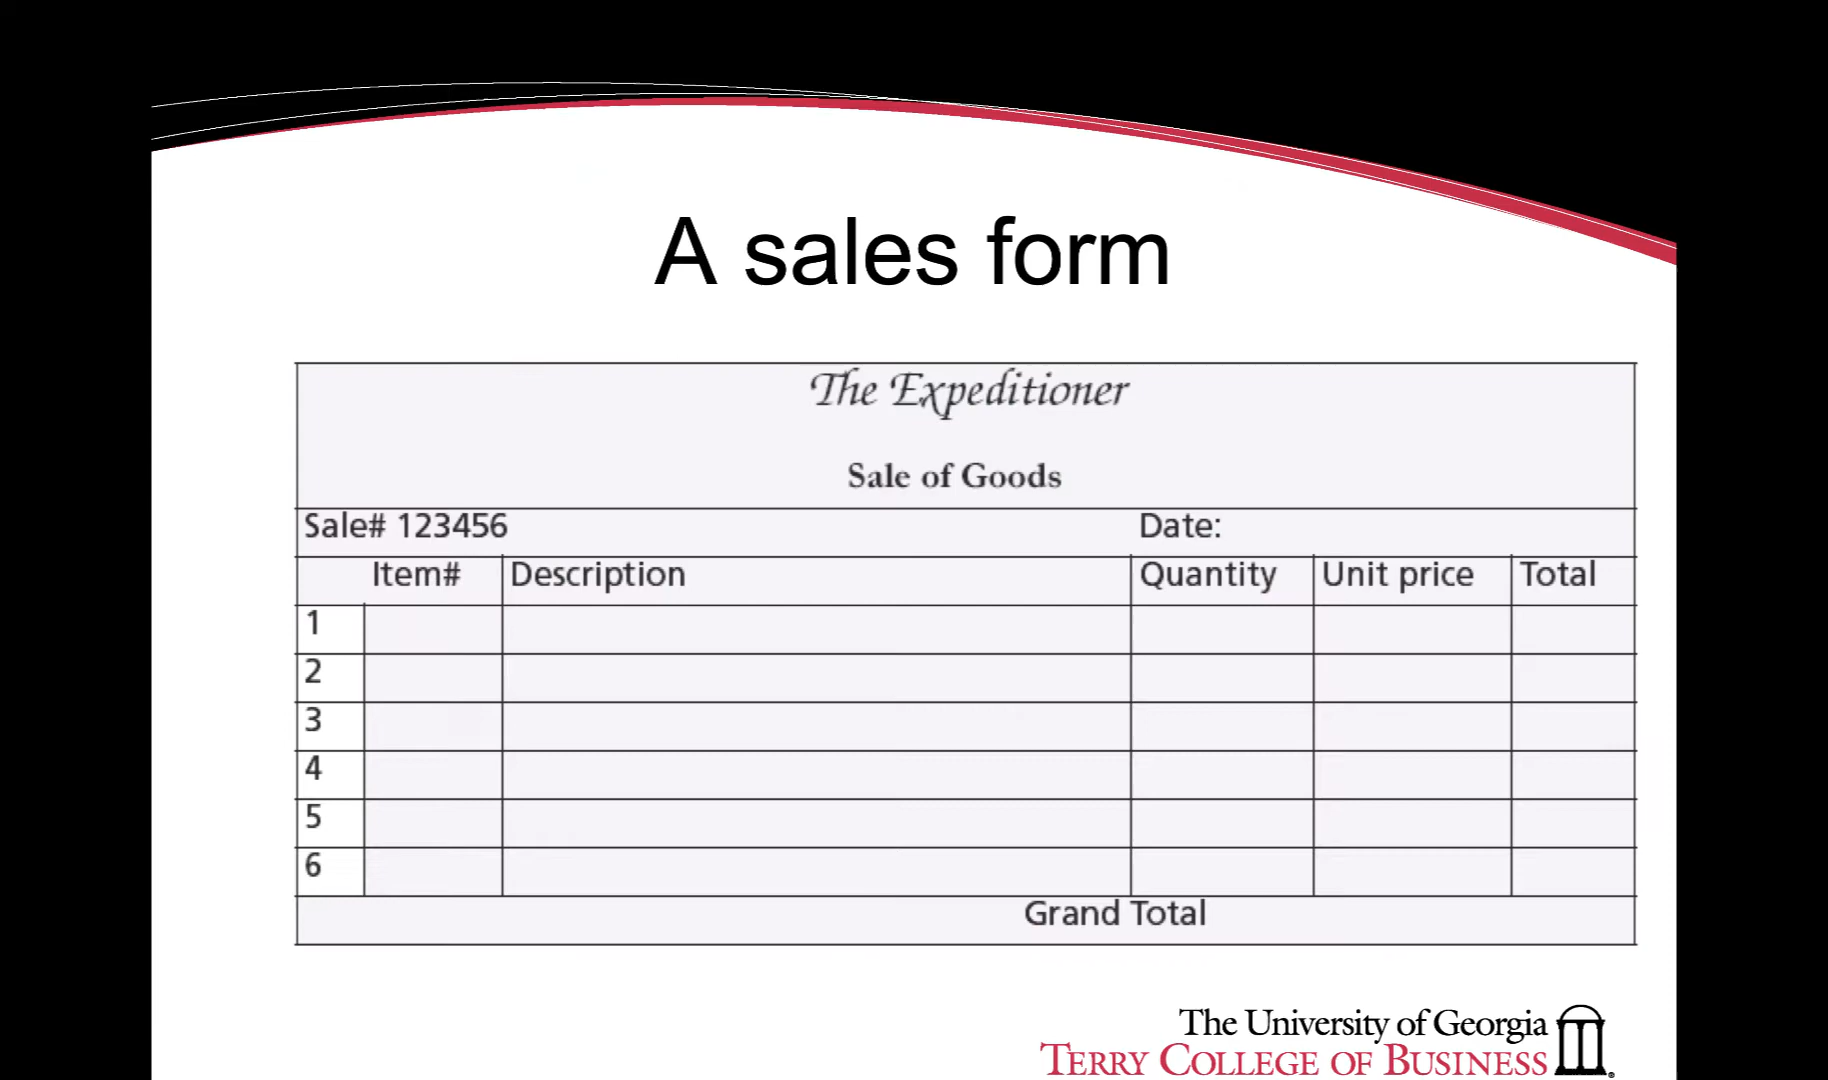 A sales form
The Expeditioner
Sale of Goods
Sale# 123456 Date:
Item# Description Quantity Unit price Total
1
2
3
4
5
6
Grand Total
The University of Georgia
TERRY COLLEGE OF BUSINESS